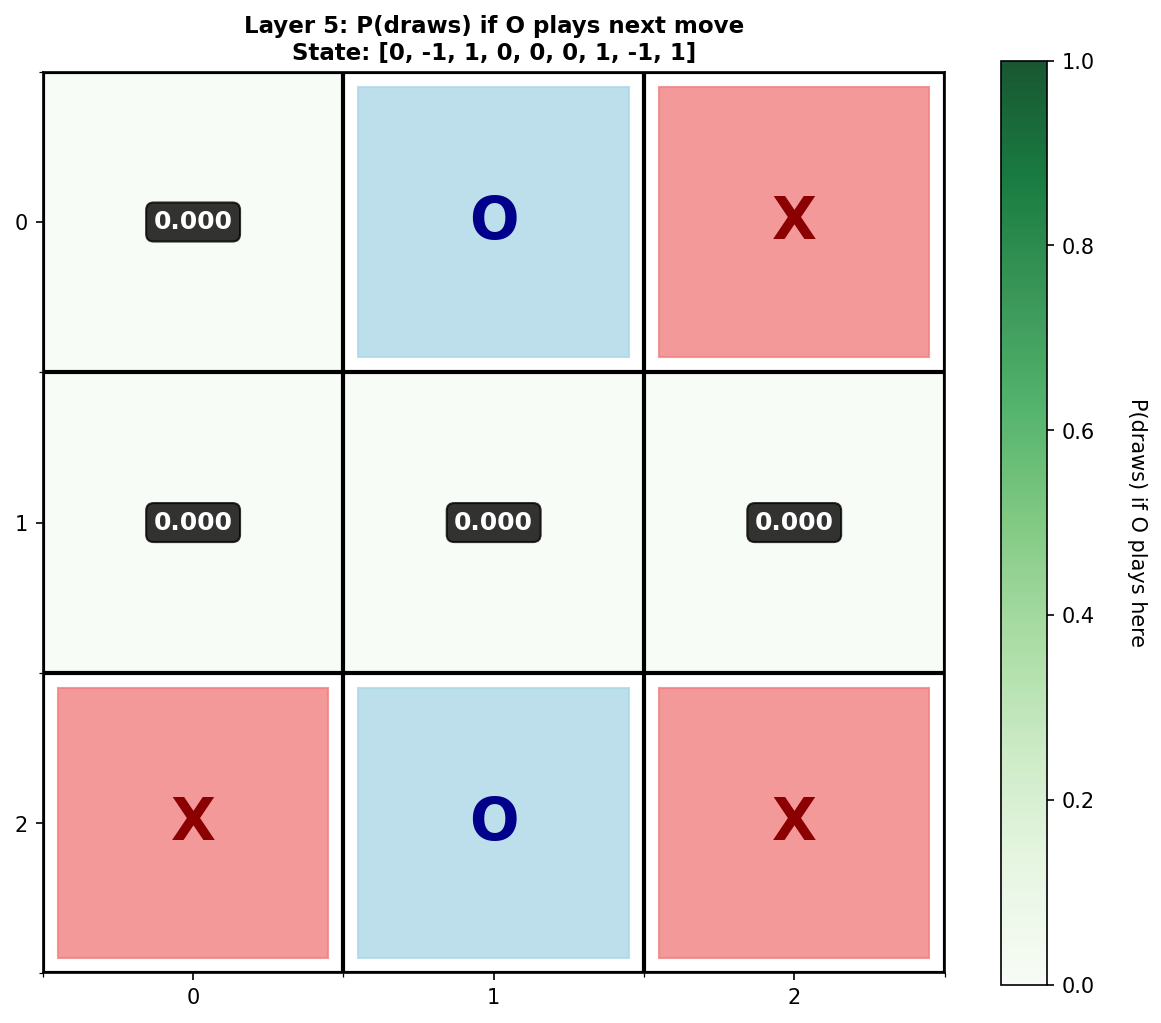 Layer 5: P(draws) if O plays next move
State: [0, -1, 1, 0, 0, 0, 1, -1, 1]
0
0.000
O
X
1
0.000
0.000
0.000
2
X
O
X
0
1
2
1.0
0.8
0.6
0.4
0.2
0.0
P(draws) if O plays here